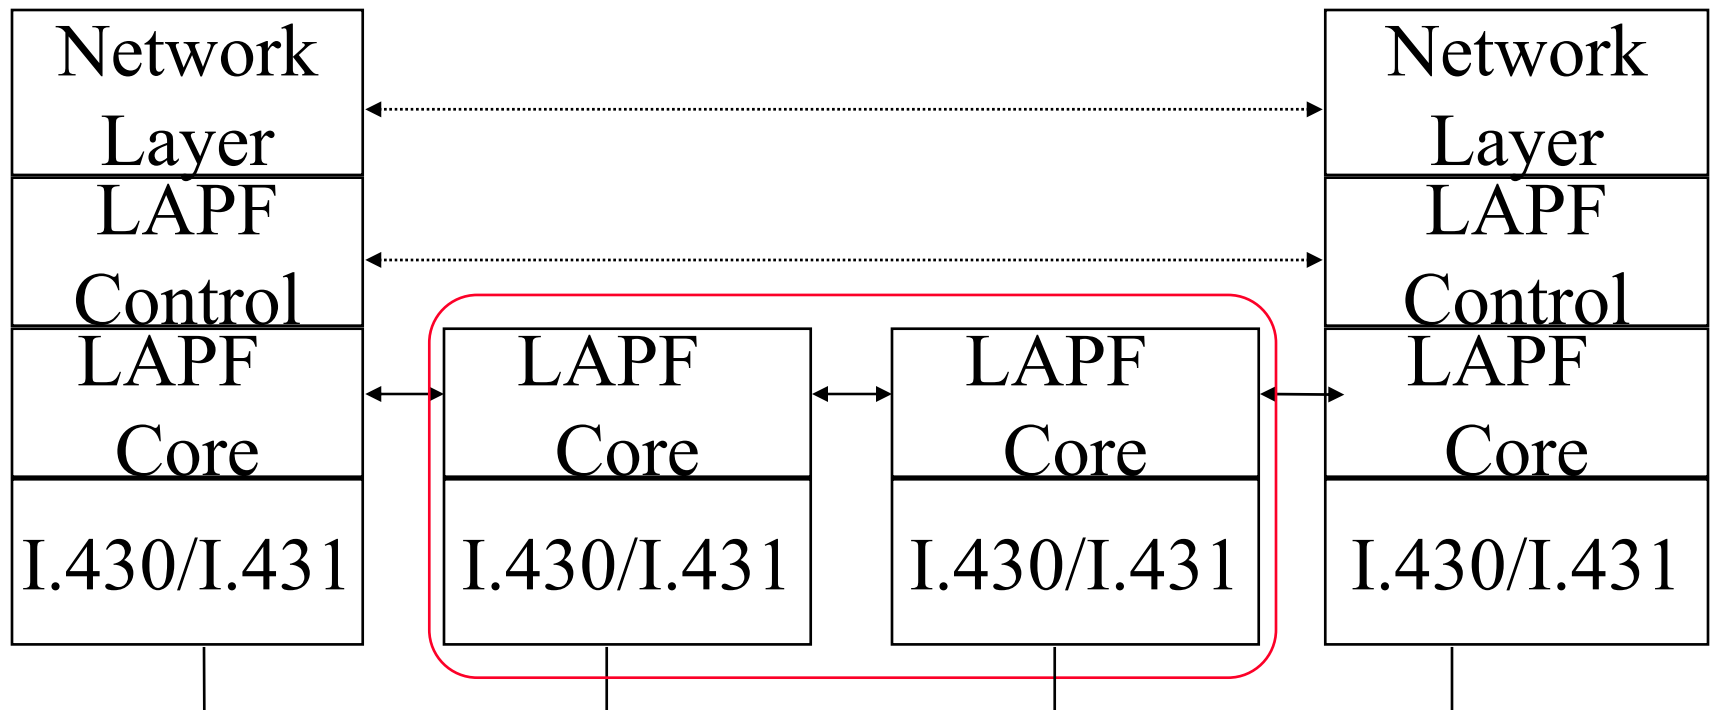 Network
Layer
LAPF
Control
LAPF
Core
I.430/I.431
LAPF
Core
I.430/I.431
LAPF
Core
I.430/I.431
Network
Layer
LAPF
Control
LAPF
Core
I.430/I.431